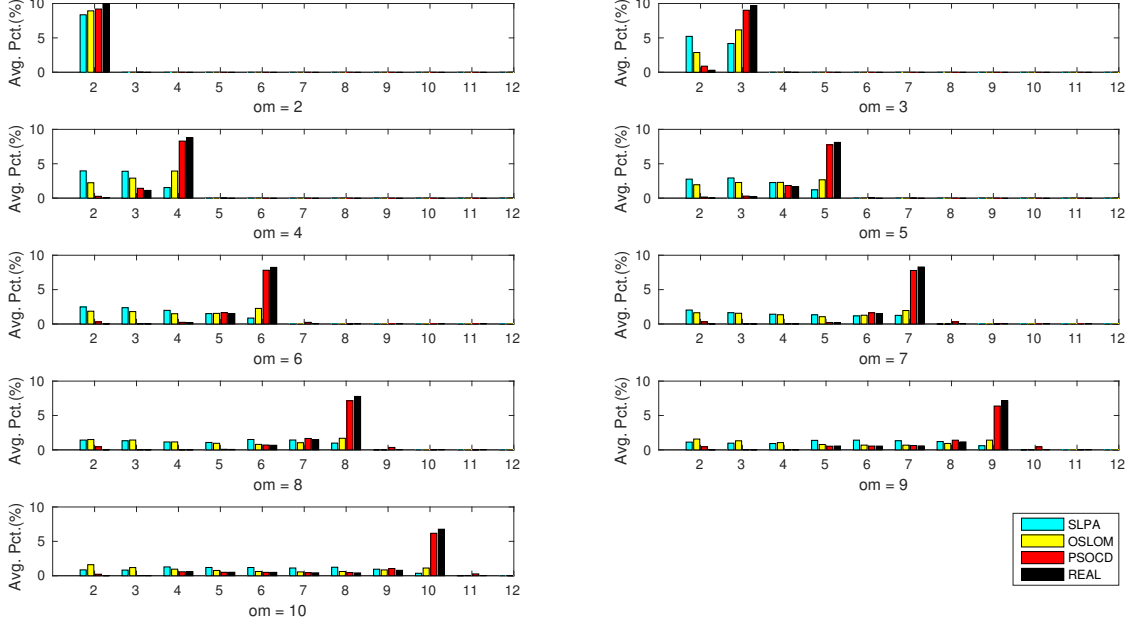 Avg. Pct.(%)
10
5
0
2 3 4 5 6 7 8 9 10 11 12
om = 2
Avg. Pct.(%)
10
5
0
2 3 4 5 6 7 8 9 10 11 12
om = 3
Avg. Pct.(%)
10
5
0
2 3 4 5 6 7 8 9 10 11 12
om = 4
Avg. Pct.(%)
10
5
0
2 3 4 5 6 7 8 9 10 11 12
om = 5
Avg. Pct.(%)
10
5
0
2 3 4 5 6 7 8 9 10 11 12
om = 6
Avg. Pct.(%)
10
5
0
2 3 4 5 6 7 8 9 10 11 12
om = 7
Avg. Pct.(%)
10
5
0
2 3 4 5 6 7 8 9 10 11 12
om = 8
Avg. Pct.(%)
10
5
0
2 3 4 5 6 7 8 9 10 11 12
om = 9
Avg. Pct.(%)
10
5
0
2 3 4 5 6 7 8 9 10 11 12
om = 10
SLPA
OSLOM
PSOCD
REAL